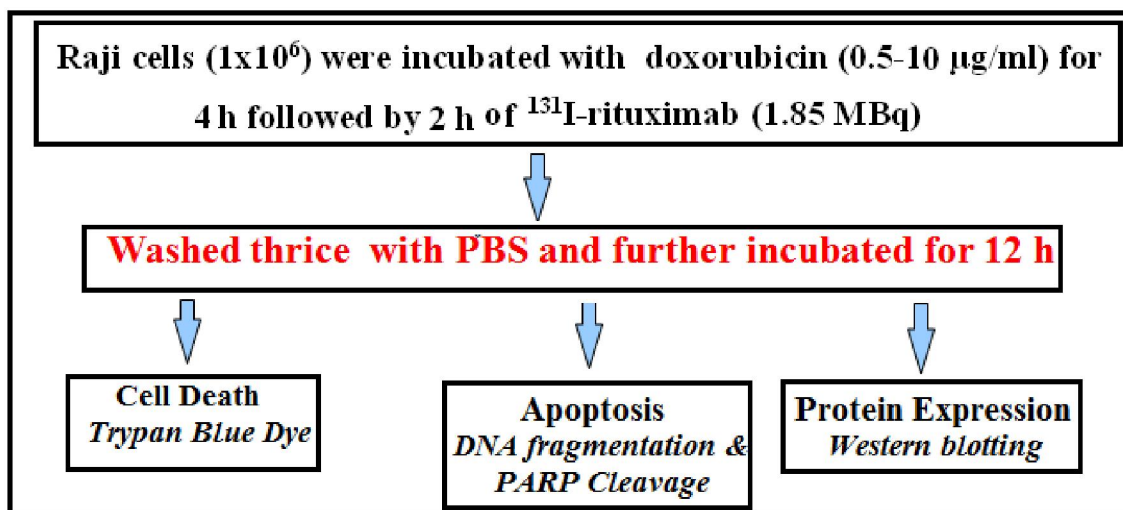 Raji cells (1x10⁶) were incubated with doxorubicin (0.5-10 µg/ml) for
4 h followed by 2 h of ¹³¹I-rituximab (1.85 MBq)
Washed thrice with PBS and further incubated for 12 h
Cell Death
Trypan Blue Dye
Apoptosis
DNA fragmentation &
PARP Cleavage
Protein Expression
Western blotting